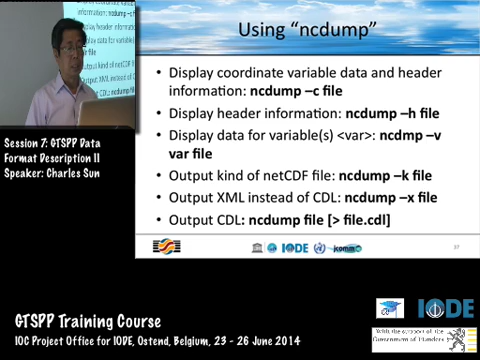 Using “ncdump”
• Display coordinate variable data and header
information: ncdump –c file
• Display header information: ncdump –h file
• Display data for variable(s) <var>: ncdmp –v
var file
• Output kind of netCDF file: ncdump –k file
• Output XML instead of CDL: ncdump –x file
• Output CDL: ncdump file [> file.cdl]
IODE
jcomm
37
Session 7: GTSPP Data
Format Description II
Speaker: Charles Sun
GTSPP Training Course
IOC Project Office for IODE, Ostend, Belgium, 23 - 26 June 2014
IODE
With the support of the
Government of Flanders